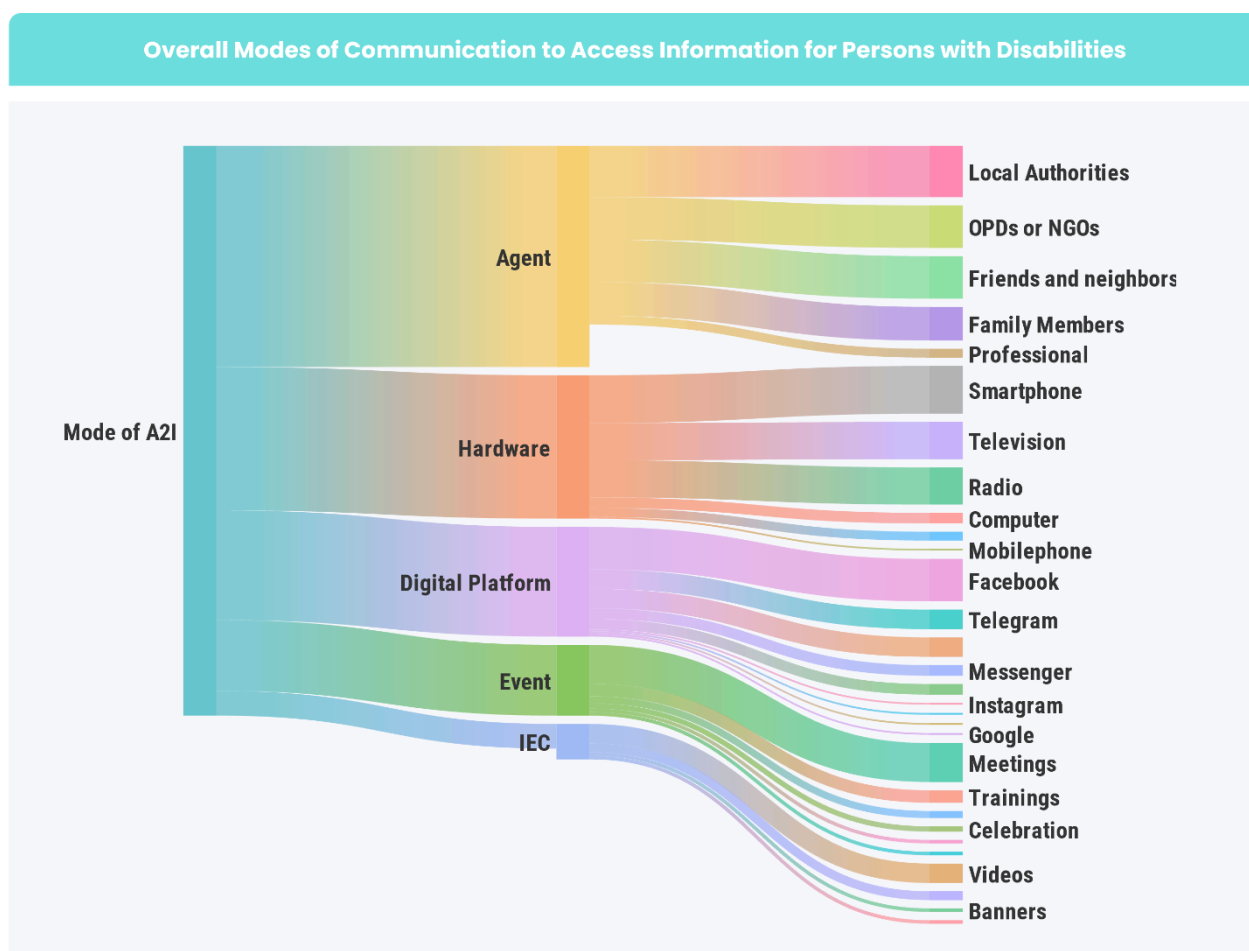 Overall Modes of Communication to Access Information for Persons with Disabilities
Mode of A2I
Agent
Hardware
Digital Platform
Event
IEC
Local Authorities
OPDs or NGOs
Friends and neighbors
Family Members
Professional
Smartphone
Television
Radio
Computer
Mobilephone
Facebook
Telegram
Messenger
Instagram
Google
Meetings
Trainings
Celebration
Videos
Banners